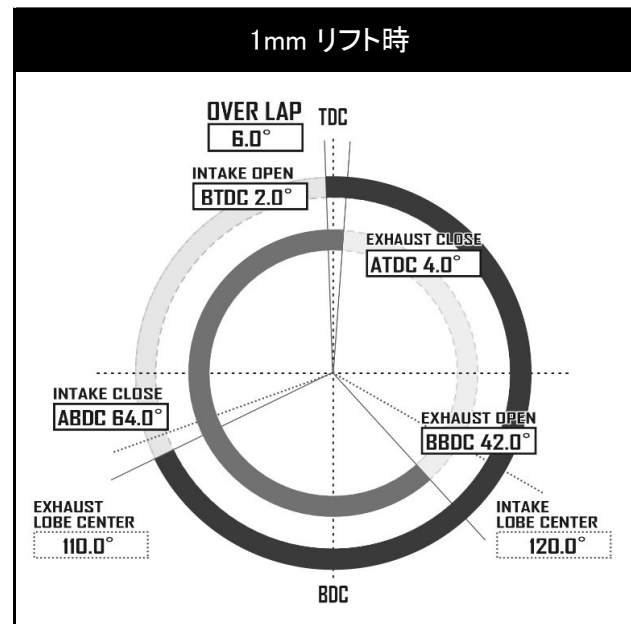 1mm リフト時
OVER LAP
6.0°
TDC
INTAKE OPEN
BTDC 2.0°
EXHAUST CLOSE
ATDC 4.0°
INTAKE CLOSE
ABDC 64.0°
EXHAUST OPEN
BBDC 42.0°
EXHAUST
LOBE CENTER
110.0°
INTAKE
LOBE CENTER
120.0°
BDC